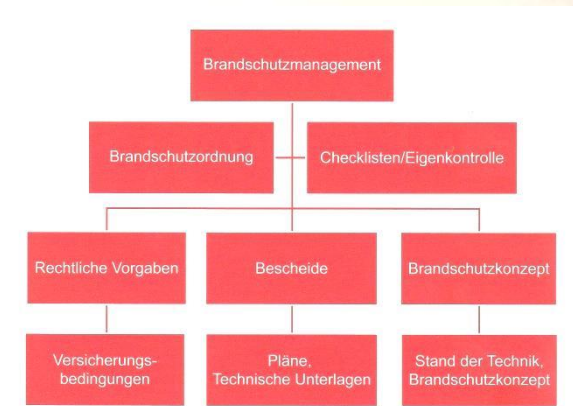 Brandschutzmanagement
Brandschutzordnung
Checklisten/Eigenkontrolle
Rechtliche Vorgaben
Bescheide
Brandschutzkonzept
Versicherungs-
bedingungen
Pläne,
Technische Unterlagen
Stand der Technik,
Brandschutzkonzept